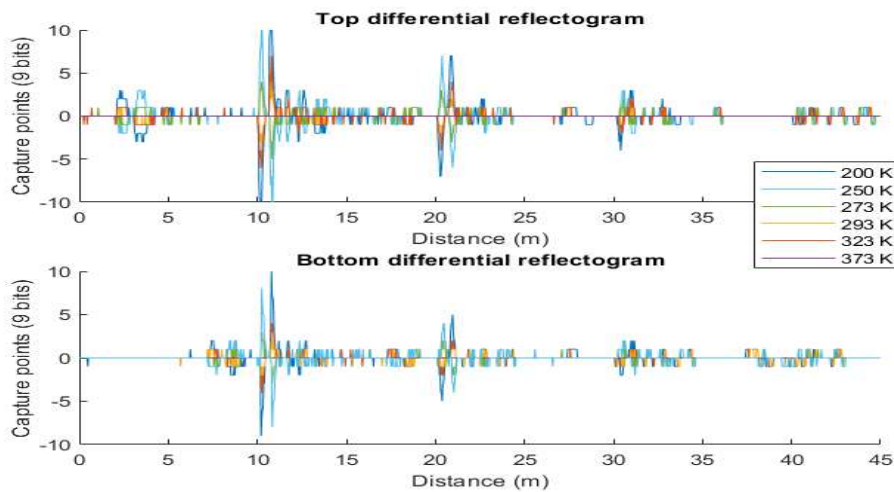 Top differential reflectogram
Capture points (9 bits)
10
5
0
-5
-10
0 5 10 15 20 25 30 35 45
Distance (m)
200 K
250 K
273 K
293 K
323 K
373 K
Bottom differential reflectogram
Capture points (9 bits)
10
5
0
-5
-10
0 5 10 15 20 25 30 35 40 45
Distance (m)